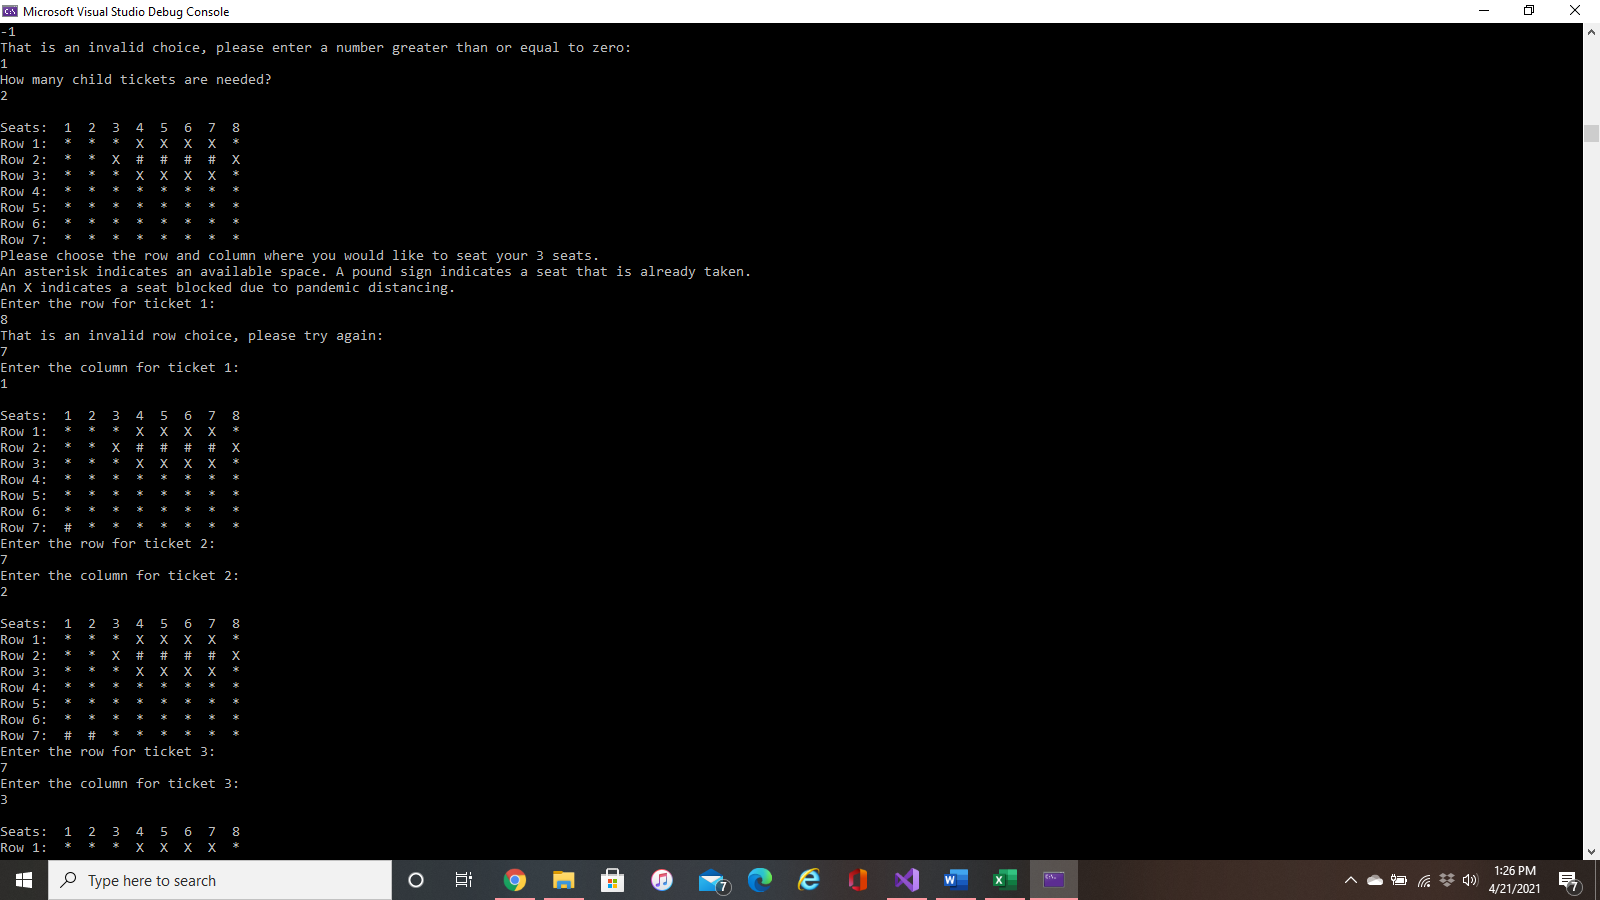 Microsoft Visual Studio Debug Console
-1
That is an invalid choice, please enter a number greater than or equal to zero:
1
How many child tickets are needed?
2
Seats:  1  2  3  4  5  6  7  8
Row 1:  *  *  *  X  X  X  X  *
Row 2:  *  *  X  #  #  #  #  X
Row 3:  *  *  *  X  X  X  X  *
Row 4:  *  *  *  *  *  *  *  *
Row 5:  *  *  *  *  *  *  *  *
Row 6:  *  *  *  *  *  *  *  *
Row 7:  *  *  *  *  *  *  *  *
Please choose the row and column where you would like to seat your 3 seats.
An asterisk indicates an available space. A pound sign indicates a seat that is already taken.
An X indicates a seat blocked due to pandemic distancing.
Enter the row for ticket 1:
8
That is an invalid row choice, please try again:
7
Enter the column for ticket 1:
1
Seats:  1  2  3  4  5  6  7  8
Row 1:  *  *  *  X  X  X  X  *
Row 2:  *  *  X  #  #  #  #  X
Row 3:  *  *  *  X  X  X  X  *
Row 4:  *  *  *  *  *  *  *  *
Row 5:  *  *  *  *  *  *  *  *
Row 6:  *  *  *  *  *  *  *  *
Row 7:  #  *  *  *  *  *  *  *
Enter the row for ticket 2:
7
Enter the column for ticket 2:
2
Seats:  1  2  3  4  5  6  7  8
Row 1:  *  *  *  X  X  X  X  *
Row 2:  *  *  X  #  #  #  #  X
Row 3:  *  *  *  X  X  X  X  *
Row 4:  *  *  *  *  *  *  *  *
Row 5:  *  *  *  *  *  *  *  *
Row 6:  *  *  *  *  *  *  *  *
Row 7:  #  #  *  *  *  *  *  *
Enter the row for ticket 3:
7
Enter the column for ticket 3:
3
Seats:  1  2  3  4  5  6  7  8
Row 1:  *  *  *  X  X  X  X  *
Type here to search
7
1:26 PM
4/21/2021
7